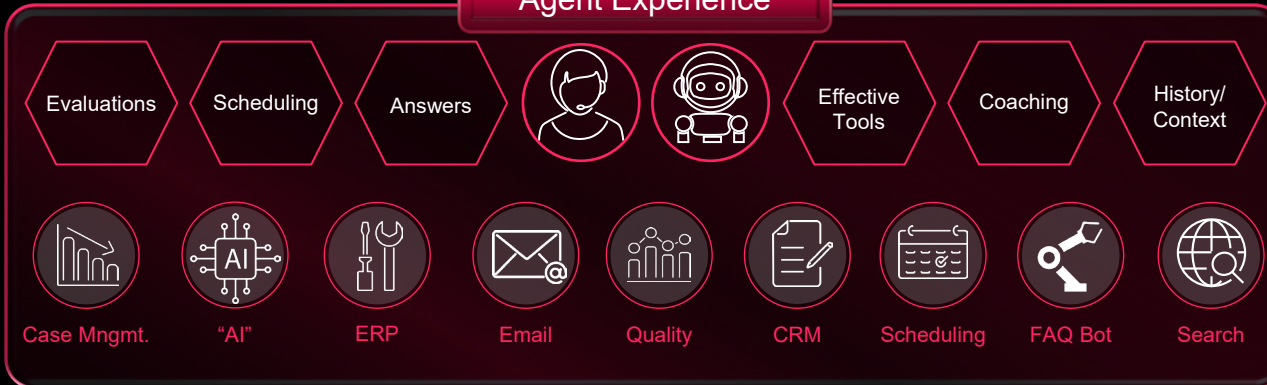 Agent Experience
Evaluations
Scheduling
Answers
Effective
Tools
Coaching
History/
Context
AI
@
Case Mngmt.
“AI”
ERP
Email
Quality
CRM
Scheduling
FAQ Bot
Search